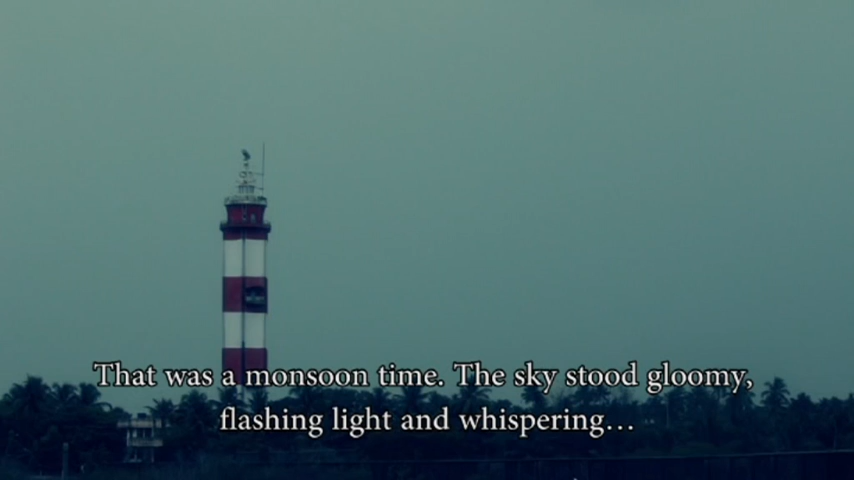 That was a monsoon time. The sky stood gloomy,
flashing light and whispering…